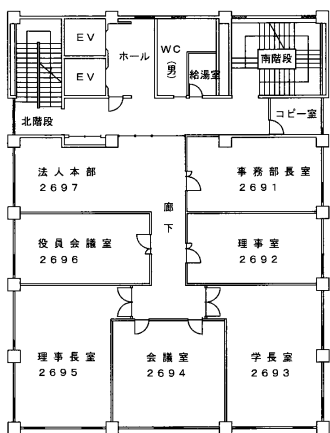 EV
ホール
WC
(男)
南階段
EV
給湯室
北階段
コピー室
法人本部
2697
事務部長室
2691
廊下
役員会議室
2696
理事室
2692
理事長室
2695
会議室
2694
学長室
2693